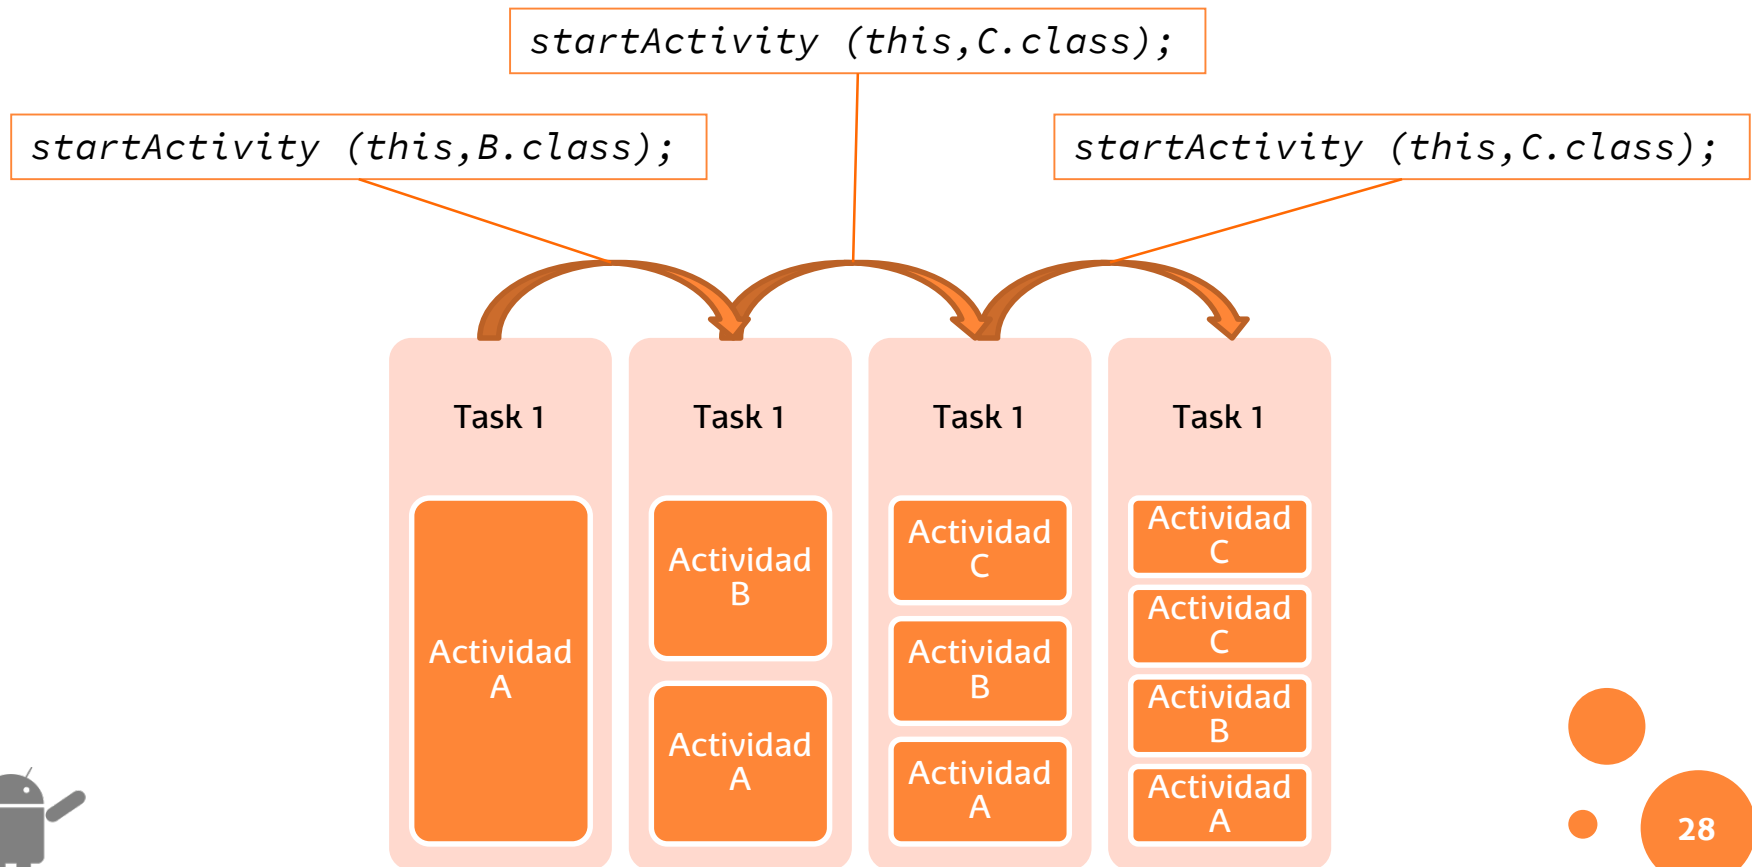 startActivity (this,C.class);
startActivity (this,B.class);
startActivity (this,C.class);
Task 1
Task 1
Task 1
Task 1
Actividad
A
Actividad
B
Actividad
A
Actividad
C
Actividad
B
Actividad
A
Actividad
C
Actividad
C
Actividad
B
Actividad
A
28